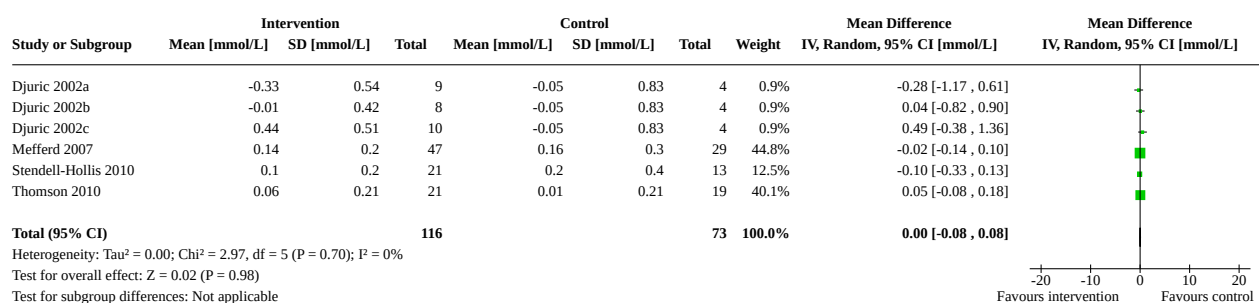 Intervention Control Mean Difference Mean Difference
Study or Subgroup Mean [mmol/L] SD [mmol/L] Total Mean [mmol/L] SD [mmol/L] Total Weight IV, Random, 95% CI [mmol/L] IV, Random, 95% CI [mmol/L]
Djuric 2002a -0.33 0.54 9 -0.05 0.83 4 0.9% -0.28 [-1.17 , 0.61]
Djuric 2002b -0.01 0.42 8 -0.05 0.83 4 0.9% 0.04 [-0.82 , 0.90]
Djuric 2002c 0.44 0.51 10 -0.05 0.83 4 0.9% 0.49 [-0.38 , 1.36]
Mefferd 2007 0.14 0.2 47 0.16 0.3 29 44.8% -0.02 [-0.14 , 0.10]
Stendell-Hollis 2010 0.1 0.2 21 0.2 0.4 13 12.5% -0.10 [-0.33 , 0.13]
Thomson 2010 0.06 0.21 21 0.01 0.21 19 40.1% 0.05 [-0.08 , 0.18]
Total (95% CI) 116 73 100.0% 0.00 [-0.08 , 0.08]
Heterogeneity: Tau² = 0.00; Chi² = 2.97, df = 5 (P = 0.70); I² = 0%
Test for overall effect: Z = 0.02 (P = 0.98) -20 -10 0 10 20
Test for subgroup differences: Not applicable Favours intervention Favours control